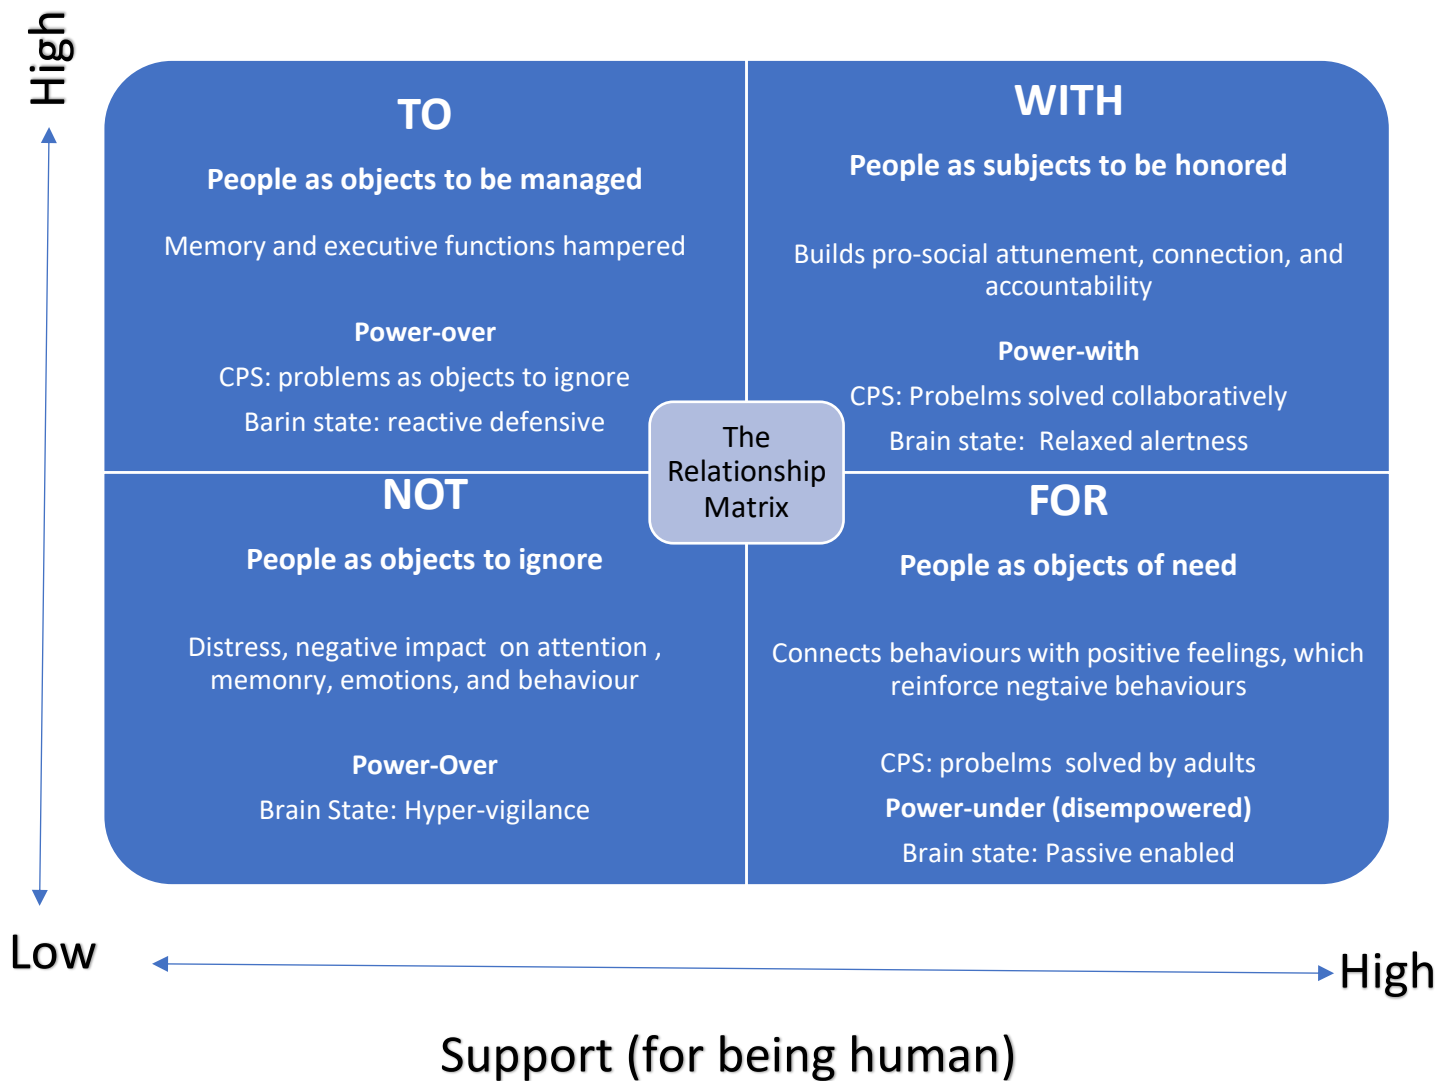 High
TO
People as objects to be managed
Memory and executive functions hampered
Power-over
CPS: problems as objects to ignore
Barin state: reactive defensive
WITH
People as subjects to be honored
Builds pro-social attunement, connection, and
accountability
Power-with
CPS: Probelms solved collaboratively
Brain state:  Relaxed alertness
The
Relationship
Matrix
NOT
People as objects to ignore
Distress, negative impact  on attention ,
memonry, emotions, and behaviour
Power-Over
Brain State: Hyper-vigilance
FOR
People as objects of need
Connects behaviours with positive feelings, which
reinforce negtaive behaviours
CPS: probelms  solved by adults
Power-under (disempowered)
Brain state: Passive enabled
Low
High
Support (for being human)